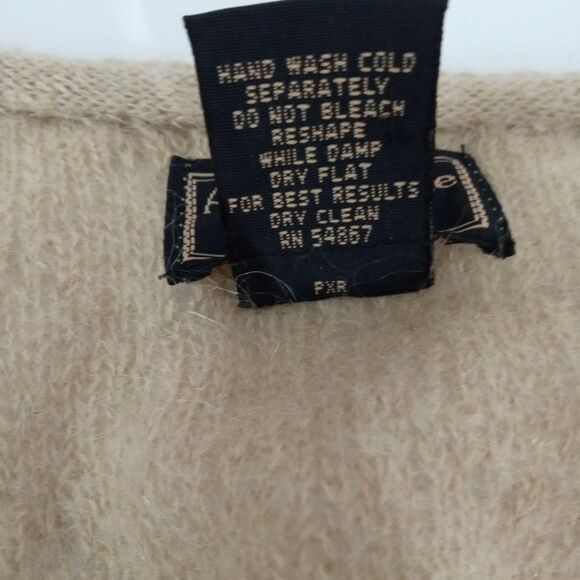 HAND WASH COLD
SEPARATELY
DO NOT BLEACH
RESHAPE
WHILE DAMP
DRY FLAT
FOR BEST RESULTS
DRY CLEAN
RN 54867
PXR